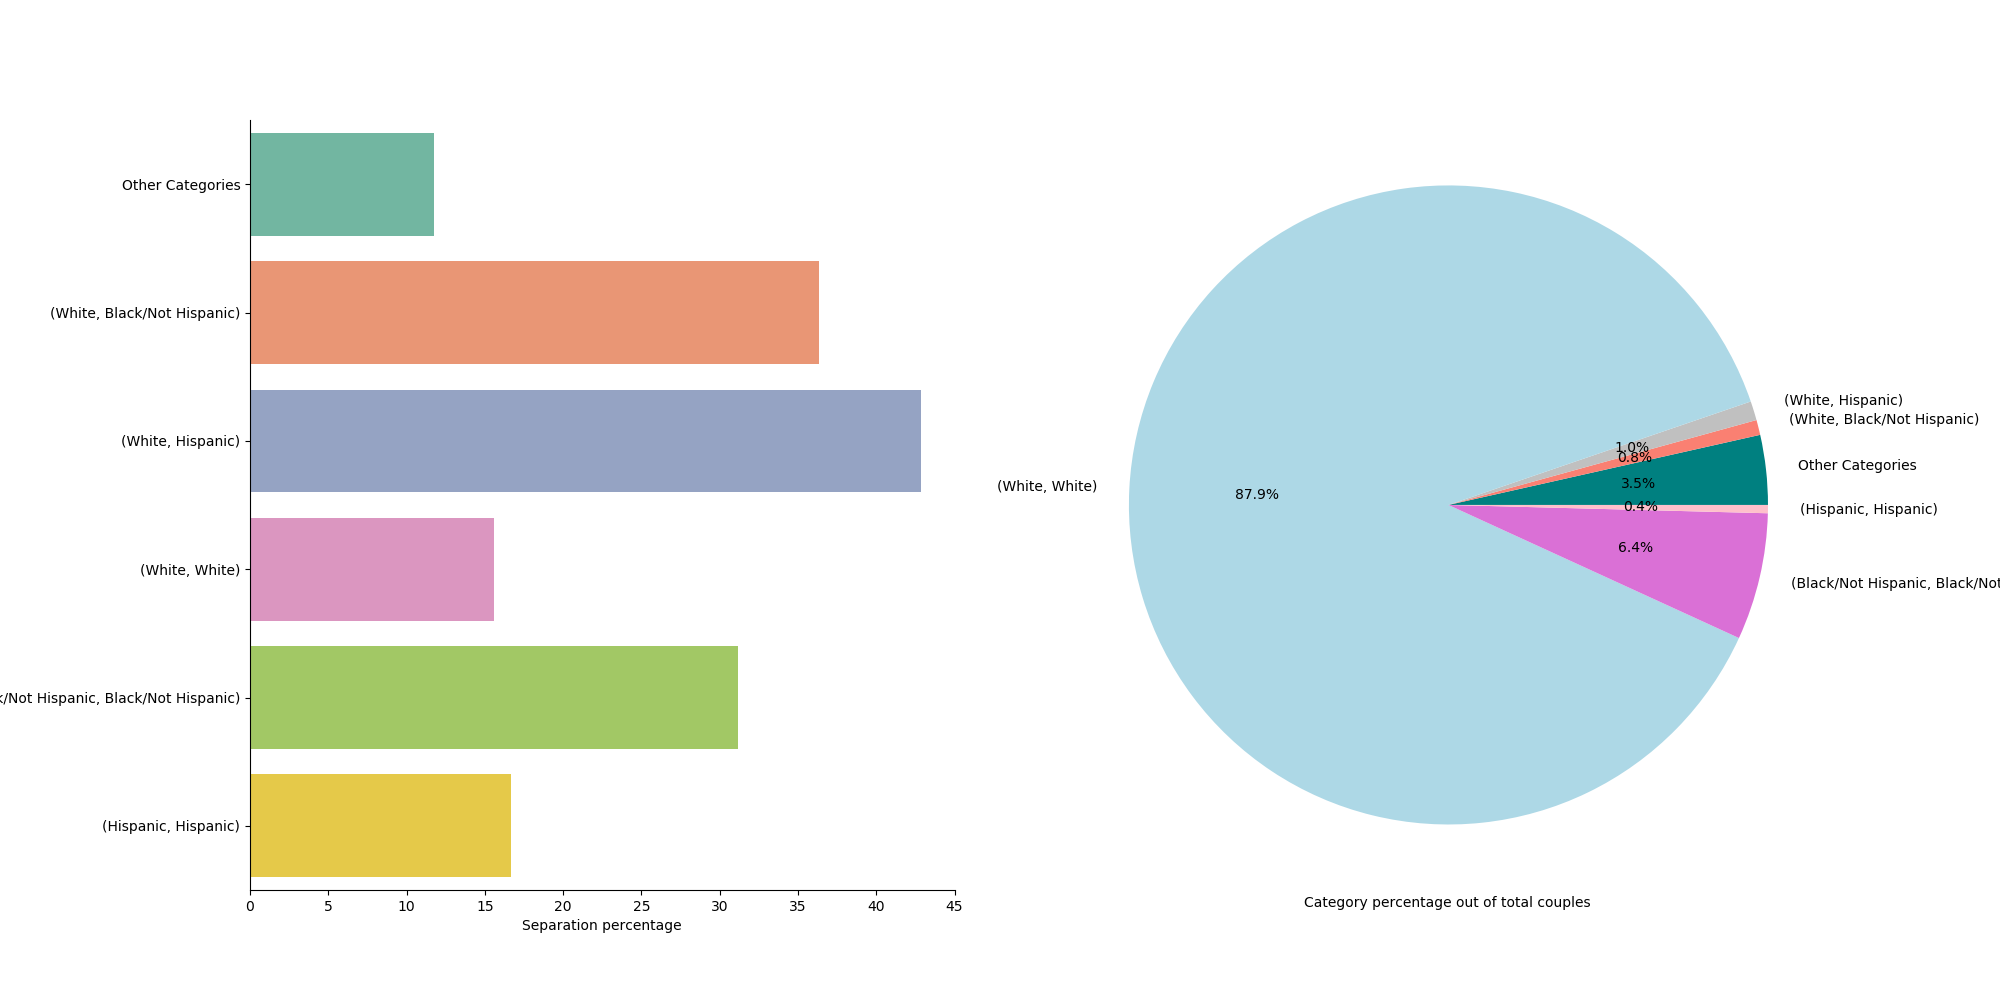 Other Categories
(White, Black/Not Hispanic)
(White, Hispanic)
(White, White)
/Not Hispanic, Black/Not Hispanic)
(Hispanic, Hispanic)
0 5 10 15 20 25 30 35 40 45
Separation percentage
(White, Hispanic)
(White, Black/Not Hispanic)
1.0%
0.8%
Other Categories
3.5%
(White, White)
87.9%
0.4%
(Hispanic, Hispanic)
6.4%
(Black/Not Hispanic, Black/Not
Category percentage out of total couples